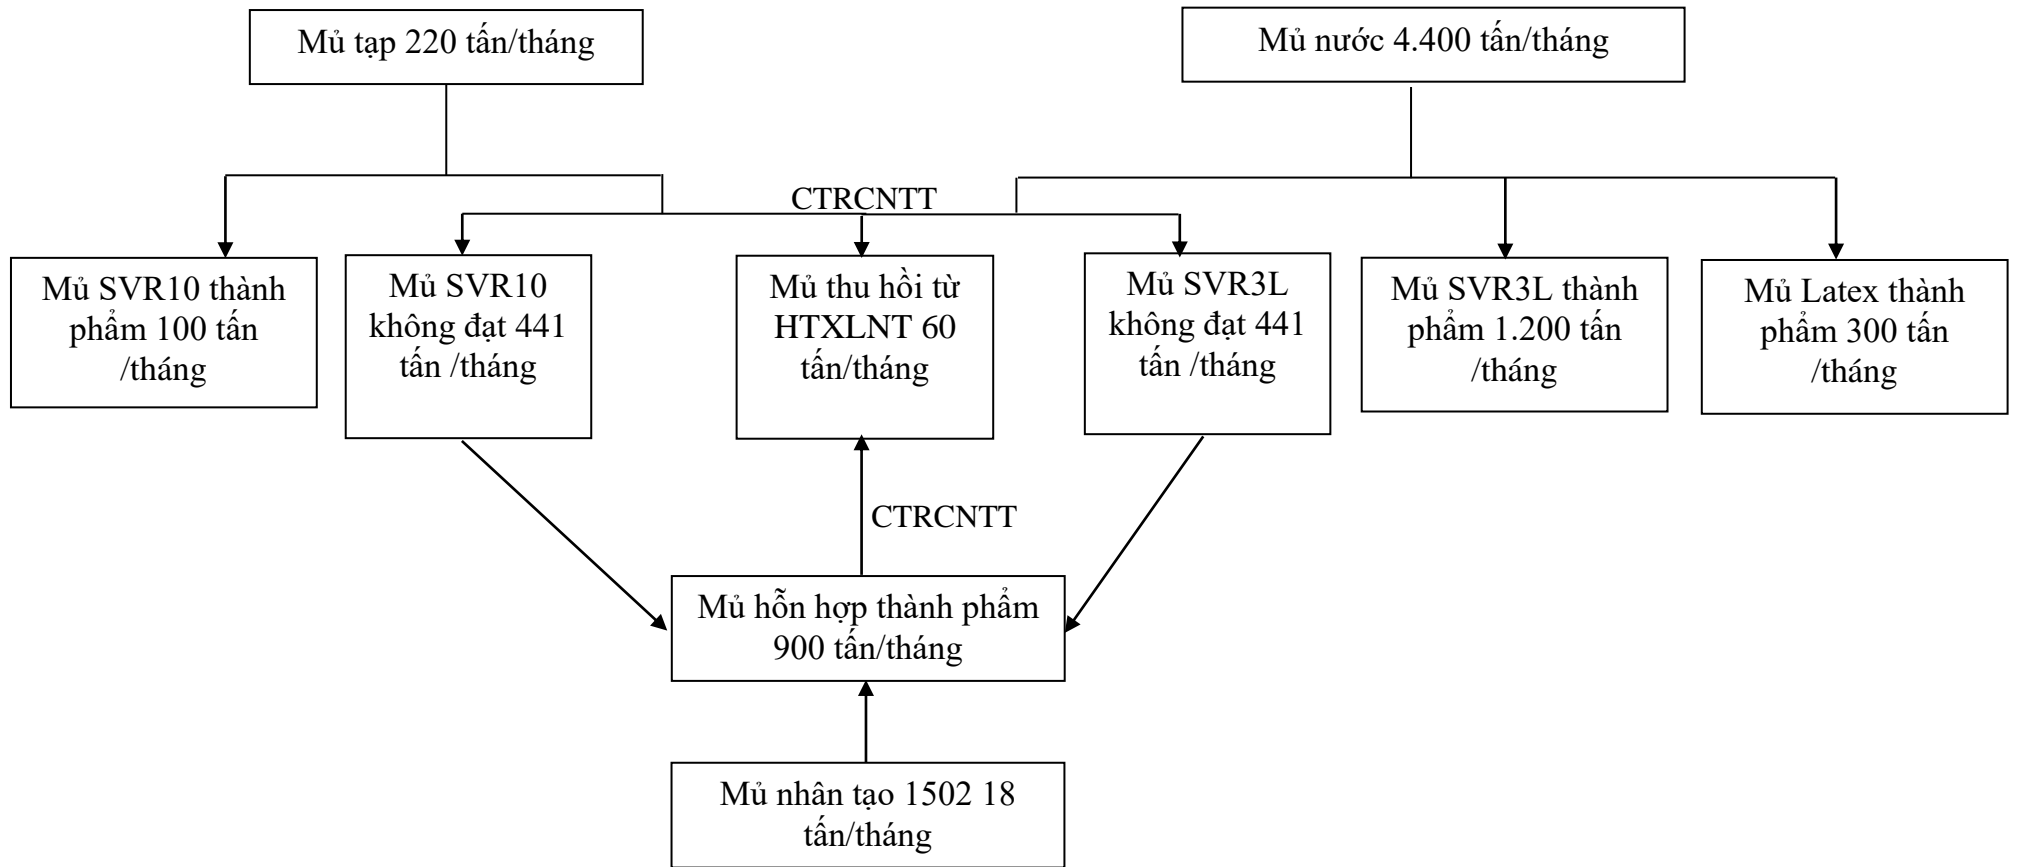 Mủ tạp 220 tấn/tháng
Mủ nước 4.400 tấn/tháng
CTRCNTT
Mủ SVR10 thành
phẩm 100 tấn
/tháng
Mủ SVR10
không đạt 441
tấn /tháng
Mủ thu hồi từ
HTXLNT 60
tấn/tháng
Mủ SVR3L
không đạt 441
tấn /tháng
Mủ SVR3L thành
phẩm 1.200 tấn
/tháng
Mủ Latex thành
phẩm 300 tấn
/tháng
CTRCNTT
Mủ hỗn hợp thành phẩm
900 tấn/tháng
Mủ nhân tạo 1502 18
tấn/tháng